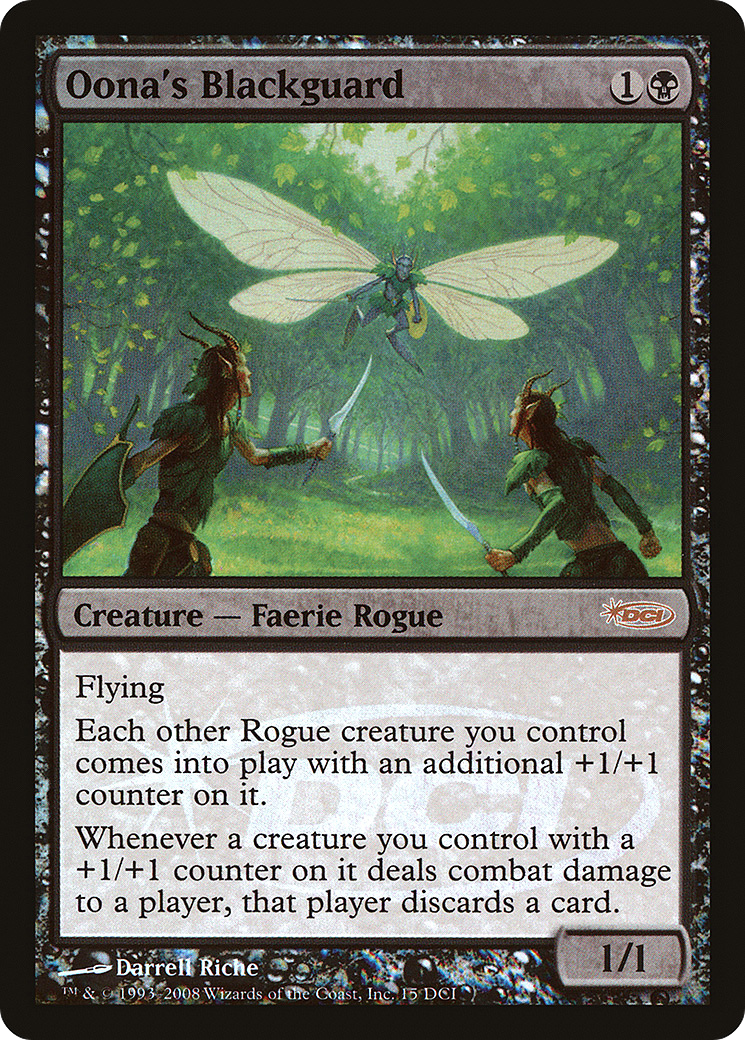 Oona's Blackguard 1
Creature — Faerie Rogue
DCI
Flying
Each other Rogue creature you control
comes into play with an additional +1/+1
counter on it.
Whenever a creature you control with a
+1/+1 counter on it deals combat damage
to a player, that player discards a card.
DCI
1/1
Darrell Riche
™ & © 1993–2008 Wizards of the Coast, Inc. 15 DCI